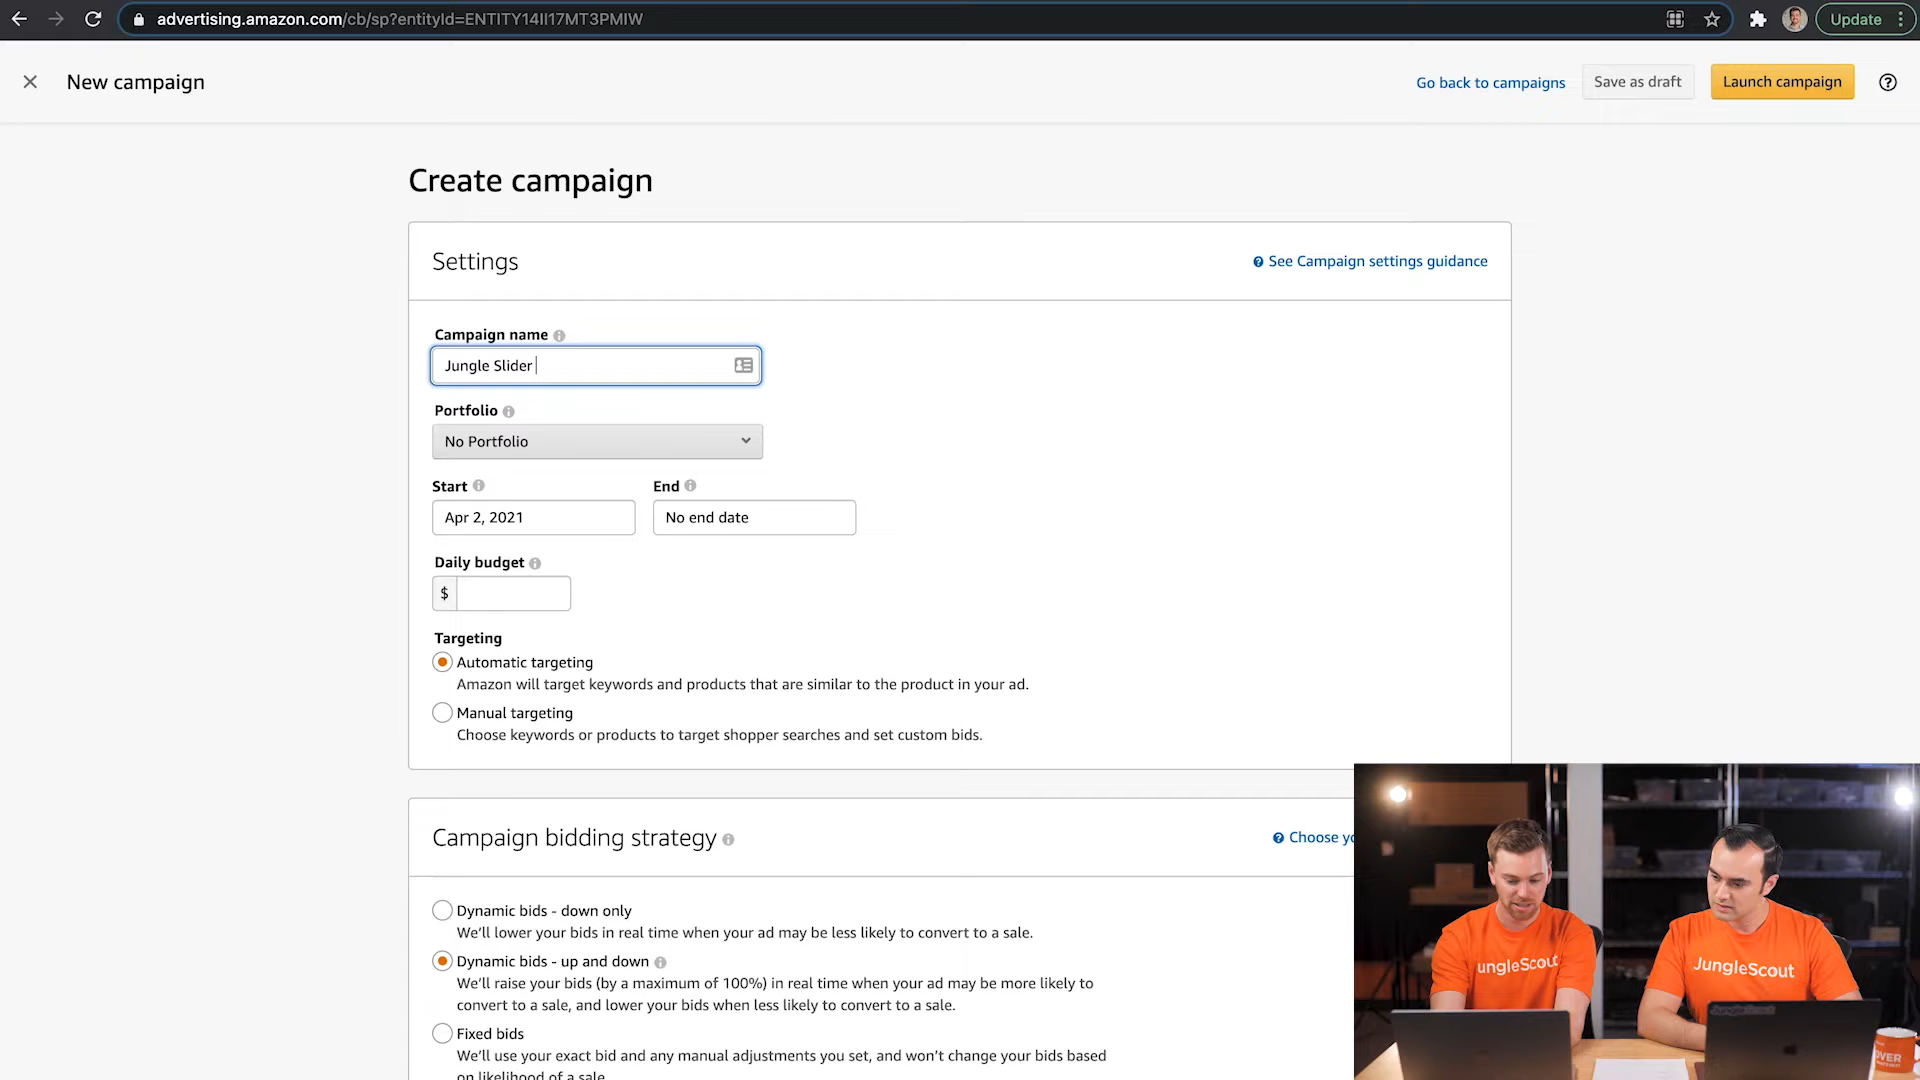 advertising.amazon.com/cb/sp?entityId=ENTITY14II17MT3PMIW
Update
New campaign
Go back to campaigns
Save as draft
Launch campaign
Create campaign
Settings
See Campaign settings guidance
Campaign name
Jungle Slider
Portfolio
No Portfolio
Start
End
Apr 2, 2021
No end date
Daily budget
$
Targeting
Automatic targeting
Amazon will target keywords and products that are similar to the product in your ad.
Manual targeting
Choose keywords or products to target shopper searches and set custom bids.
Campaign bidding strategy
Choose yo
Dynamic bids - down only
We'll lower your bids in real time when your ad may be less likely to convert to a sale.
Dynamic bids - up and down
We'll raise your bids (by a maximum of 100%) in real time when your ad may be more likely to
convert to a sale, and lower your bids when less likely to convert to a sale.
Fixed bids
We'll use your exact bid and any manual adjustments you set, and won't change your bids based
on likelihood of a sale.
ungleScout
JungleScout
JungleScout
OVER